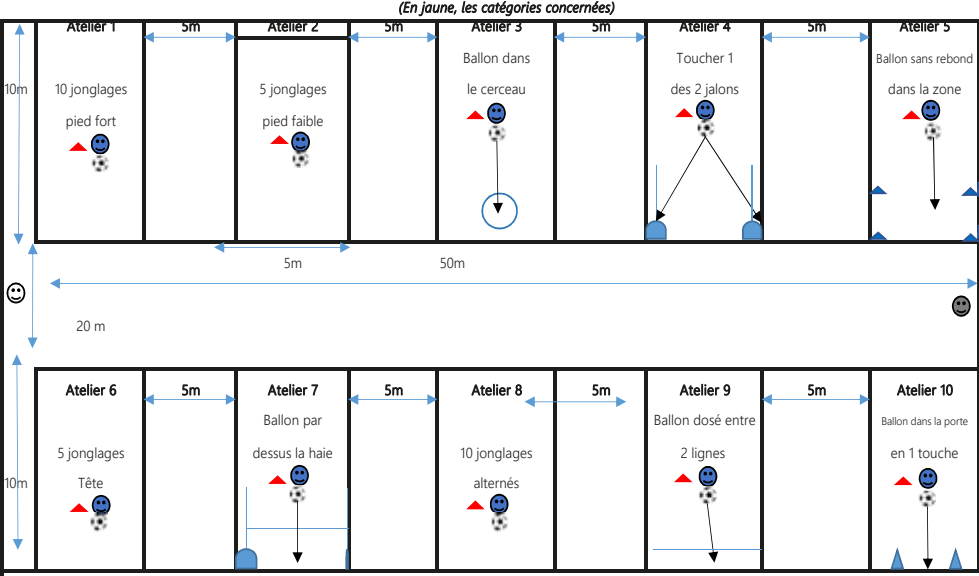 (En jaune, les catégories concernées)
Atelier 1
5m
Atelier 2
5m
Atelier 3
5m
Atelier 4
5m
Atelier 5
10m
10 jonglages
pied fort
5 jonglages
pied faible
Ballon dans
le cerceau
Toucher 1
des 2 jalons
Ballon sans rebond
dans la zone
5m
50m
20 m
Atelier 6
5m
Atelier 7
5m
Atelier 8
5m
Atelier 9
5m
Atelier 10
10m
5 jonglages
Tête
Ballon par
dessus la haie
10 jonglages
alternés
Ballon dosé entre
2 lignes
Ballon dans la porte
en 1 touche